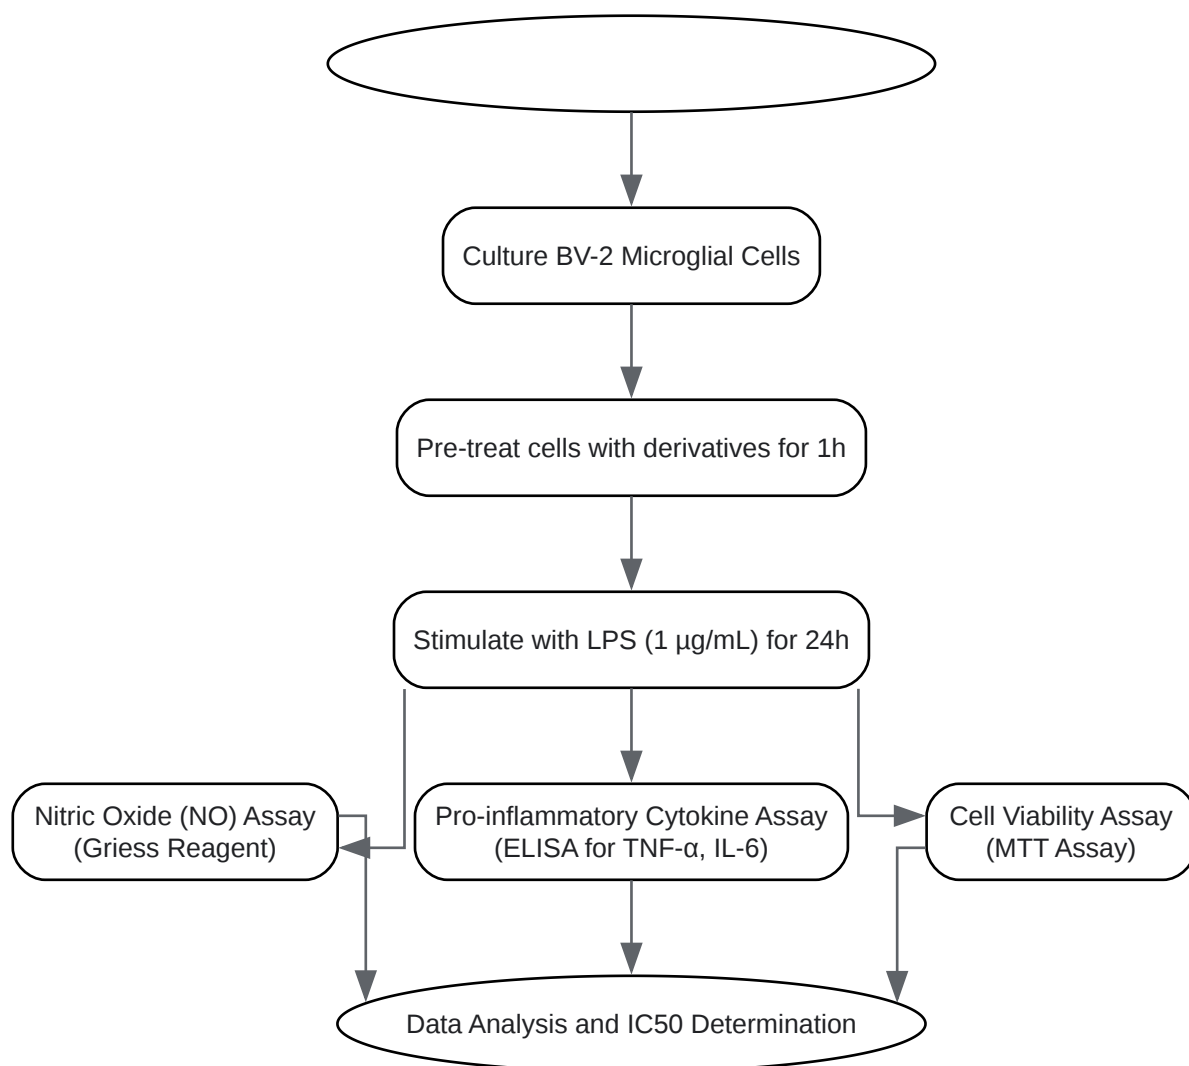 Culture BV-2 Microglial Cells
Pre-treat cells with derivatives for 1h
Stimulate with LPS (1 µg/mL) for 24h
Nitric Oxide (NO) Assay
(Griess Reagent)
Pro-inflammatory Cytokine Assay
(ELISA for TNF-α, IL-6)
Cell Viability Assay
(MTT Assay)
Data Analysis and IC50 Determination